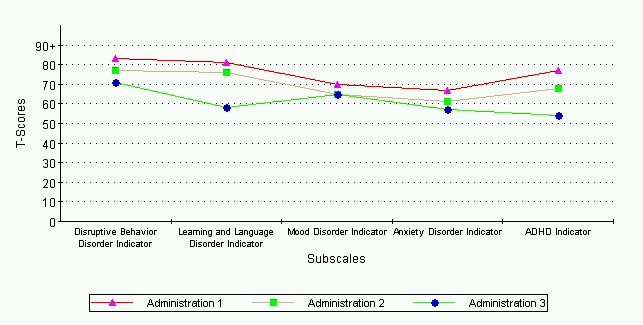 90+
80
70
60
50
40
30
20
10
0
T-Scores
Disruptive Behavior
Disorder Indicator
Learning and Language
Disorder Indicator
Mood Disorder Indicator
Anxiety Disorder Indicator
ADHD Indicator
Subscales
Administration 1
Administration 2
Administration 3